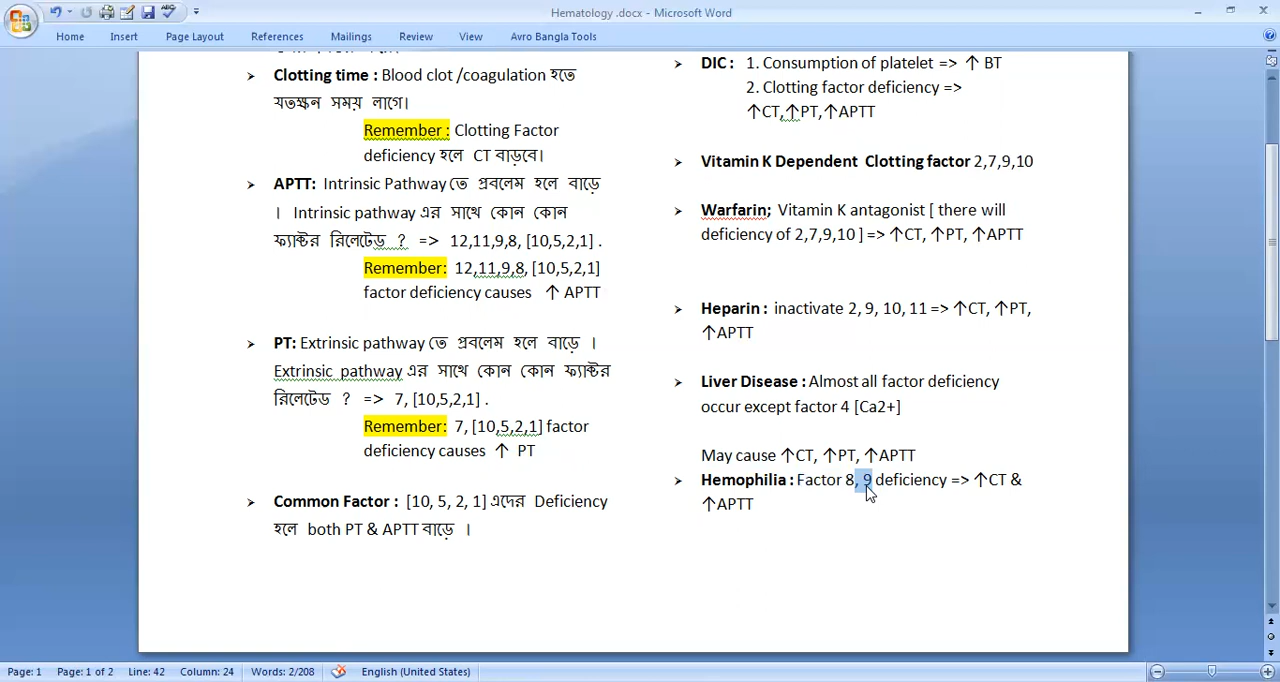 Hematology .docx - Microsoft Word
Home Insert Page Layout References Mailings Review View Avro Bangla Tools
Clotting time : Blood clot /coagulation হতে
যতক্ষন সময় লাগে।
Remember : Clotting Factor
deficiency হলে CT বাড়বে।
APTT: Intrinsic Pathway তে প্রবলেম হলে বাড়ে
। Intrinsic pathway এর সাথে কোন কোন
ফ্যাক্টর রিলেটেড ? => 12,11,9,8, [10,5,2,1] .
Remember: 12,11,9,8, [10,5,2,1]
factor deficiency causes ↑ APTT
PT: Extrinsic pathway তে প্রবলেম হলে বাড়ে ।
Extrinsic pathway এর সাথে কোন কোন ফ্যাক্টর
রিলেটেড ? => 7, [10,5,2,1] .
Remember: 7, [10,5,2,1] factor
deficiency causes ↑ PT
Common Factor : [10, 5, 2, 1] এদের Deficiency
হলে both PT & APTT বাড়ে ।
DIC : 1. Consumption of platelet => ↑ BT
2. Clotting factor deficiency =>
↑CT,↑PT,↑APTT
Vitamin K Dependent Clotting factor 2,7,9,10
Warfarin; Vitamin K antagonist [ there will
deficiency of 2,7,9,10 ] => ↑CT, ↑PT, ↑APTT
Heparin : inactivate 2, 9, 10, 11 => ↑CT, ↑PT,
↑APTT
Liver Disease : Almost all factor deficiency
occur except factor 4 [Ca2+]
May cause ↑CT, ↑PT, ↑APTT
Hemophilia : Factor 8, 9 deficiency => ↑CT &
↑APTT
Page: 1 Page: 1 of 2 Line: 42 Column: 24 Words: 2/208 English (United States)